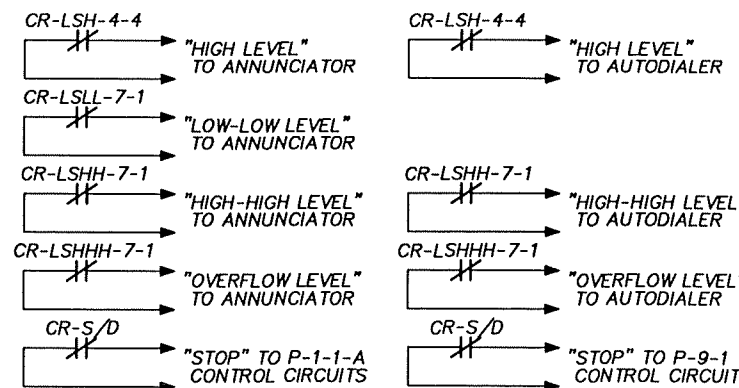 CR-LSH-4-4
"HIGH LEVEL"
TO ANNUNCIATOR
CR-LSH-4-4
"HIGH LEVEL"
TO AUTODIALER
CR-LSLL-7-1
"LOW-LOW LEVEL"
TO ANNUNCIATOR
CR-LSHH-7-1
"HIGH-HIGH LEVEL"
TO ANNUNCIATOR
CR-LSHH-7-1
"HIGH-HIGH LEVEL
TO AUTODIALER
CR-LSHHH-7-1
"OVERFLOW LEVEL"
TO ANNUNCIATOR
CR-LSHHH-7-1
"OVERFLOW LEVEL"
TO AUTODIALER
CR-S/D
"STOP" TO P-1-1-A
CONTROL CIRCUITS
CR-S/D
"STOP" TO P-9-1
CONTROL CIRCUIT